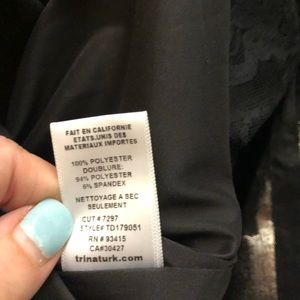 FAIT EN CALIFORNIE
ETATS.UNIS DES
MATERIAUX IMPORTES
100% POLYESTER
DOUBLURE:
94% POLYESTER
6% SPANDEX
NETTOYAGE A SEC
SEULEMENT
CUT # 7297
STYLE# TD179051
RN # 93415
CA#30427
trinaturk.com